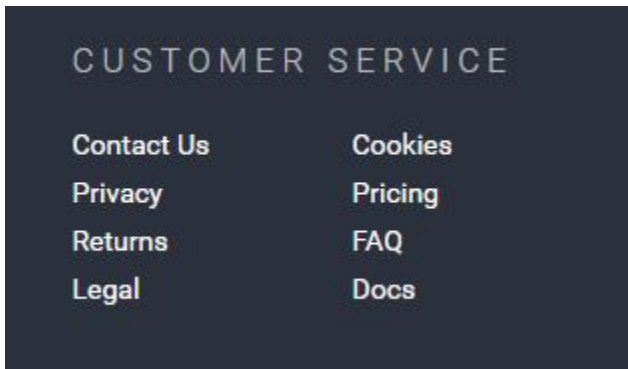 CUSTOMER SERVICE
Contact Us
Privacy
Returns
Legal
Cookies
Pricing
FAQ
Docs